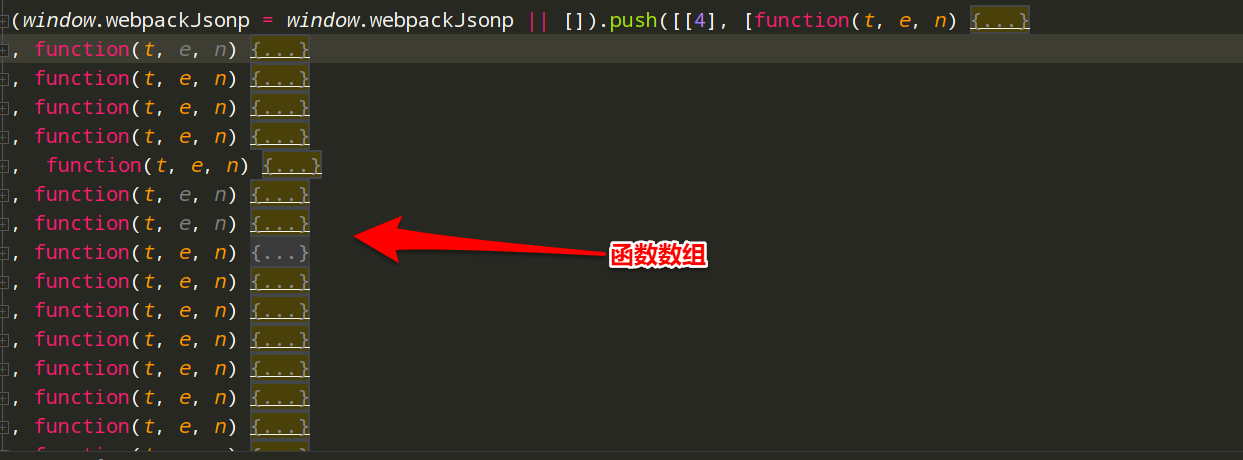 (window.webpackJsonp = window.webpackJsonp || []).push([[4], [function(t, e, n) {...}
, function(t, e, n) {...}
, function(t, e, n) {...}
, function(t, e, n) {...}
, function(t, e, n) {...}
,  function(t, e, n) {...}
, function(t, e, n) {...}
, function(t, e, n) {...}
, function(t, e, n) {...}
函数数组
, function(t, e, n) {...}
, function(t, e, n) {...}
, function(t, e, n) {...}
, function(t, e, n) {...}
, function(t, e, n) {...}
, function(t, e, n) {...}